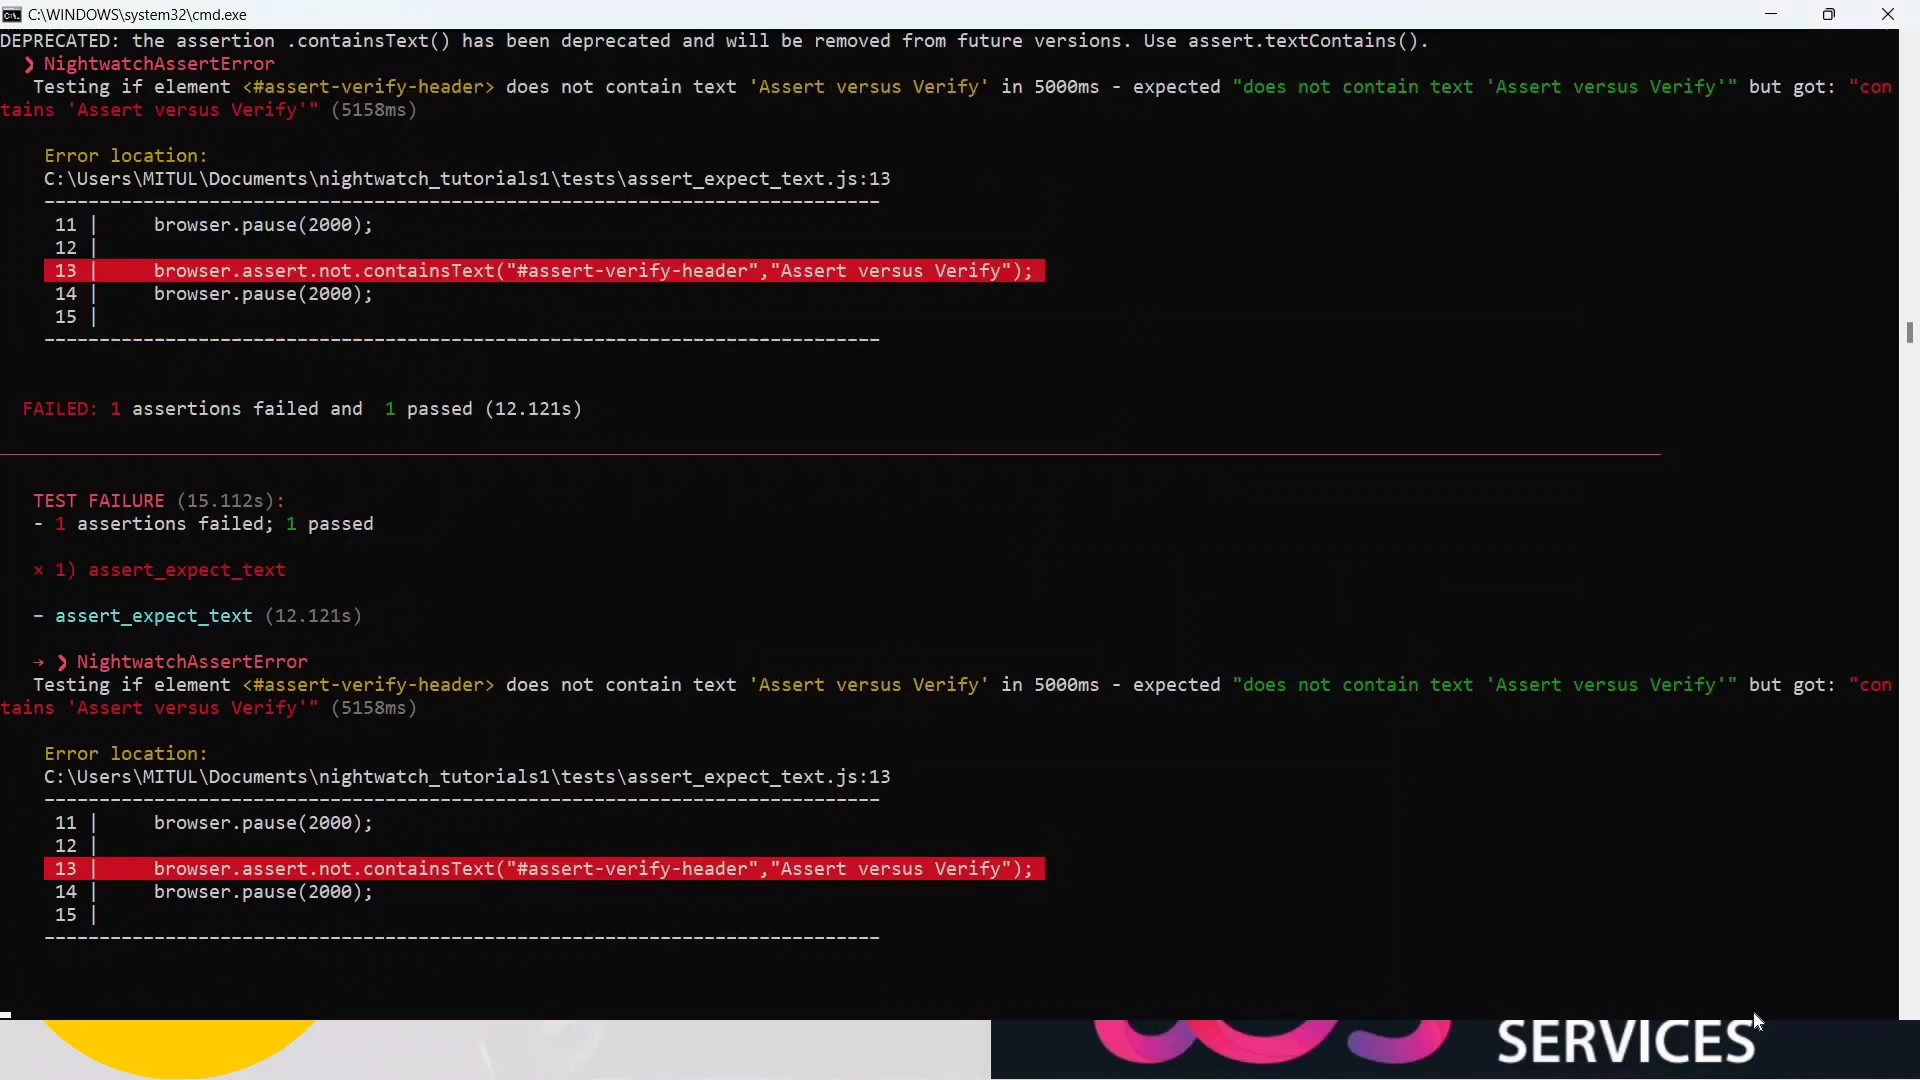 C:\WINDOWS\system32\cmd.exe
DEPRECATED: the assertion .containsText() has been deprecated and will be removed from future versions. Use assert.textContains().
❯ NightwatchAssertError
Testing if element <#assert-verify-header> does not contain text 'Assert versus Verify' in 5000ms - expected "does not contain text 'Assert versus Verify'" but got: "con
tains 'Assert versus Verify'" (5158ms)
Error location:
C:\Users\MITUL\Documents\nightwatch_tutorials1\tests\assert_expect_text.js:13
––––––––––––––––––––––––––––––––––––––––––––––––––––––––––––––––––––––––––––
11 |     browser.pause(2000);
12 |
13 |     browser.assert.not.containsText("#assert-verify-header","Assert versus Verify");
14 |     browser.pause(2000);
15 |
––––––––––––––––––––––––––––––––––––––––––––––––––––––––––––––––––––––––––––
FAILED: 1 assertions failed and  1 passed (12.121s)
TEST FAILURE (15.112s):
- 1 assertions failed; 1 passed
× 1) assert_expect_text
– assert_expect_text (12.121s)
→ ❯ NightwatchAssertError
Testing if element <#assert-verify-header> does not contain text 'Assert versus Verify' in 5000ms - expected "does not contain text 'Assert versus Verify'" but got: "con
tains 'Assert versus Verify'" (5158ms)
Error location:
C:\Users\MITUL\Documents\nightwatch_tutorials1\tests\assert_expect_text.js:13
––––––––––––––––––––––––––––––––––––––––––––––––––––––––––––––––––––––––––––
11 |     browser.pause(2000);
12 |
13 |     browser.assert.not.containsText("#assert-verify-header","Assert versus Verify");
14 |     browser.pause(2000);
15 |
––––––––––––––––––––––––––––––––––––––––––––––––––––––––––––––––––––––––––––
SERVICES